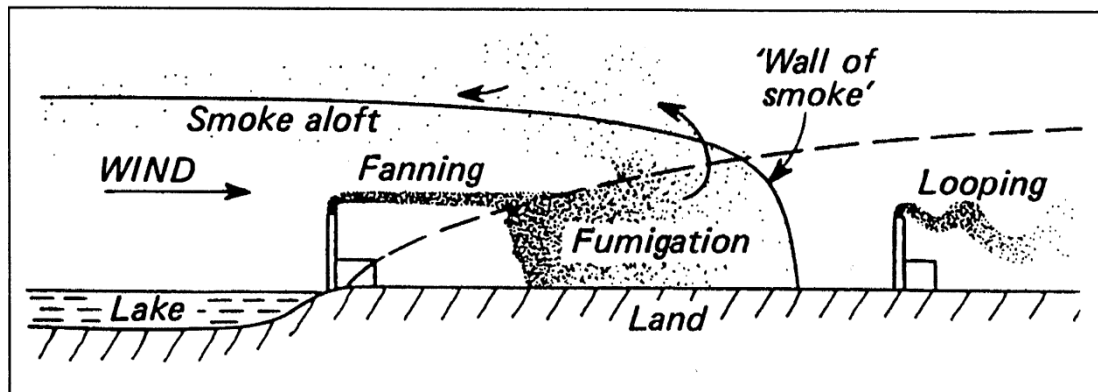 'Wall of
smoke'
Smoke aloft
WIND
Fanning
Looping
Fumigation
Lake
Land